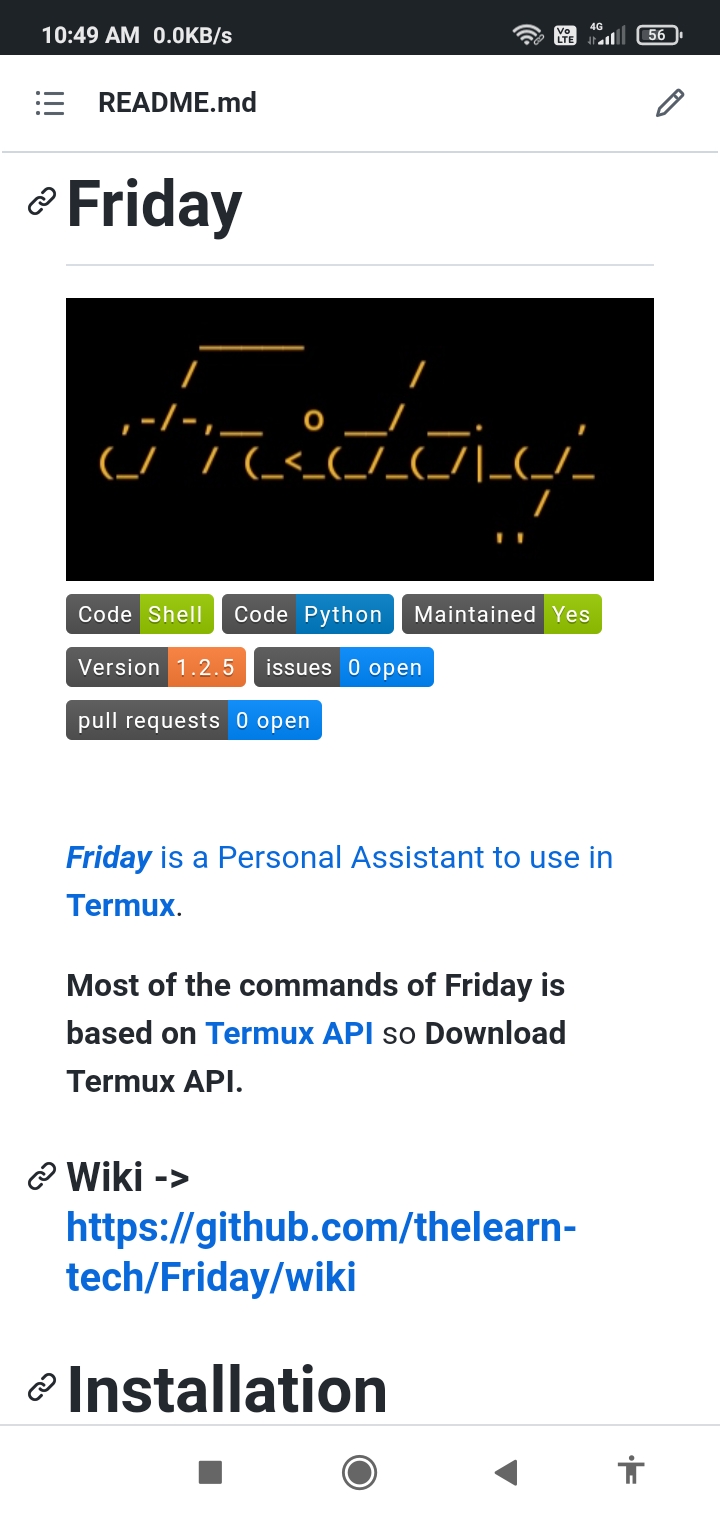 10:49 AM 0.0KB/s Vo LTE 4G 56
README.md
Friday
Code Shell Code Python Maintained Yes
Version 1.2.5 issues 0 open
pull requests 0 open
Friday is a Personal Assistant to use in
Termux.
Most of the commands of Friday is
based on Termux API so Download
Termux API.
Wiki ->
https://github.com/thelearn-
tech/Friday/wiki
Installation